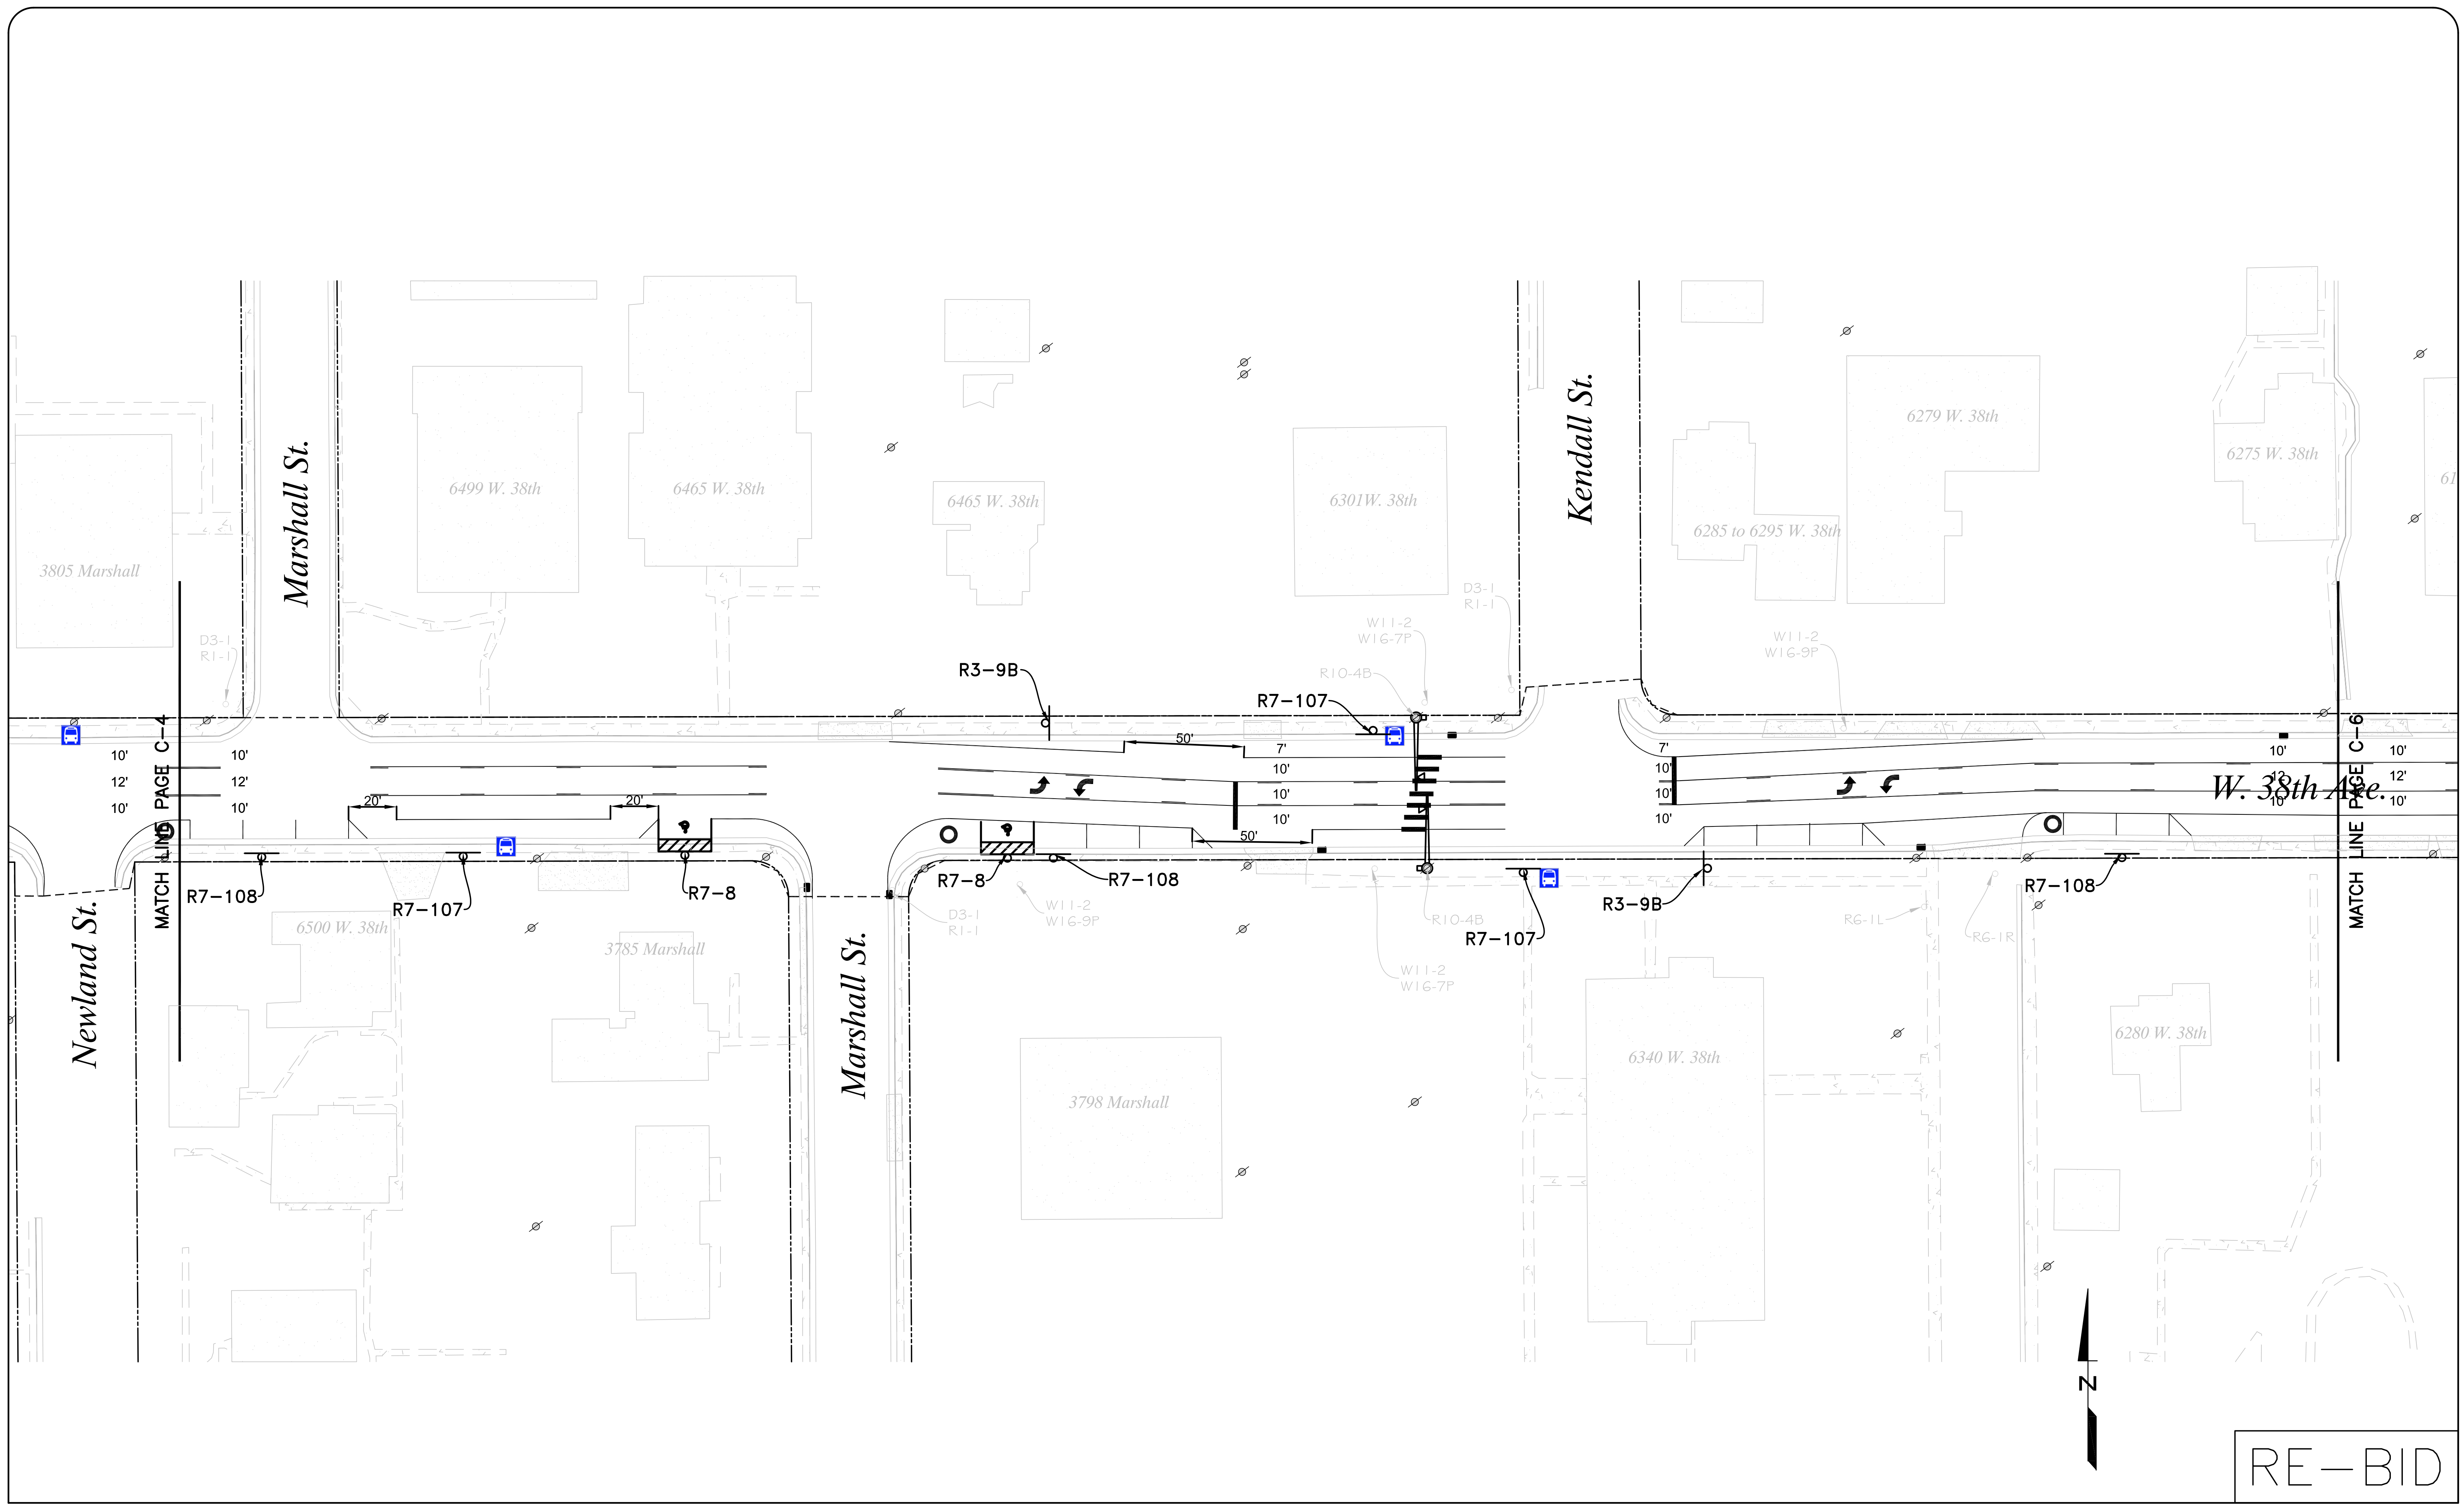 Marshall St.
Kendall St.
6279 W. 38th
6275 W. 38th
61
6499 W. 38th
6465 W. 38th
6465 W. 38th
6301W. 38th
6285 to 6295 W. 38th
3805 Marshall
D3-1
R1-1
D3-1
R1-1
W11-2
W16-7P
W11-2
W16-9P
R3-9B
R10-4B
R7-107
MATCH LINE PAGE C-4
MATCH LINE PAGE C-6
50'
10'
12'
10'
10'
12'
10'
7'
10'
10'
10'
7'
10'
10'
10'
10'
12'
10'
10'
12'
10'
W. 38th Ave.
20'
20'
50'
R7-108
R7-107
R7-8
R7-8
R7-108
W11-2
W16-9P
D3-1
R1-1
R10-4B
R7-107
W11-2
W16-7P
R3-9B
R6-1L
R6-1R
R7-108
6500 W. 38th
3785 Marshall
Newland St.
Marshall St.
6280 W. 38th
6340 W. 38th
3798 Marshall
N
RE-BID